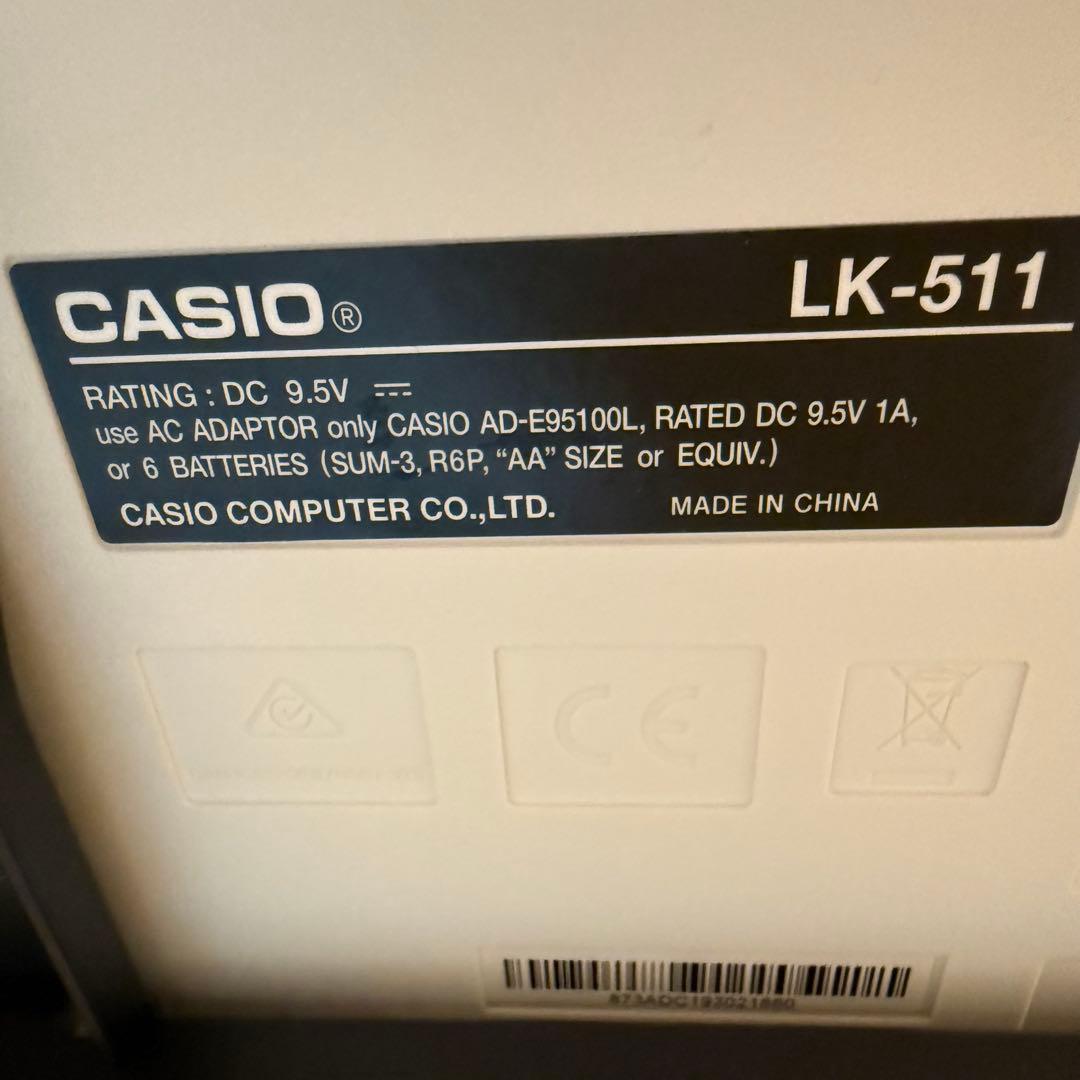 CASIO®
LK-511
RATING : DC 9.5V
use AC ADAPTOR only CASIO AD-E95100L, RATED DC 9.5V 1A,
or 6 BATTERIES (SUM-3, R6P, “AA” SIZE or EQUIV.)
CASIO COMPUTER CO.,LTD.
MADE IN CHINA
CE